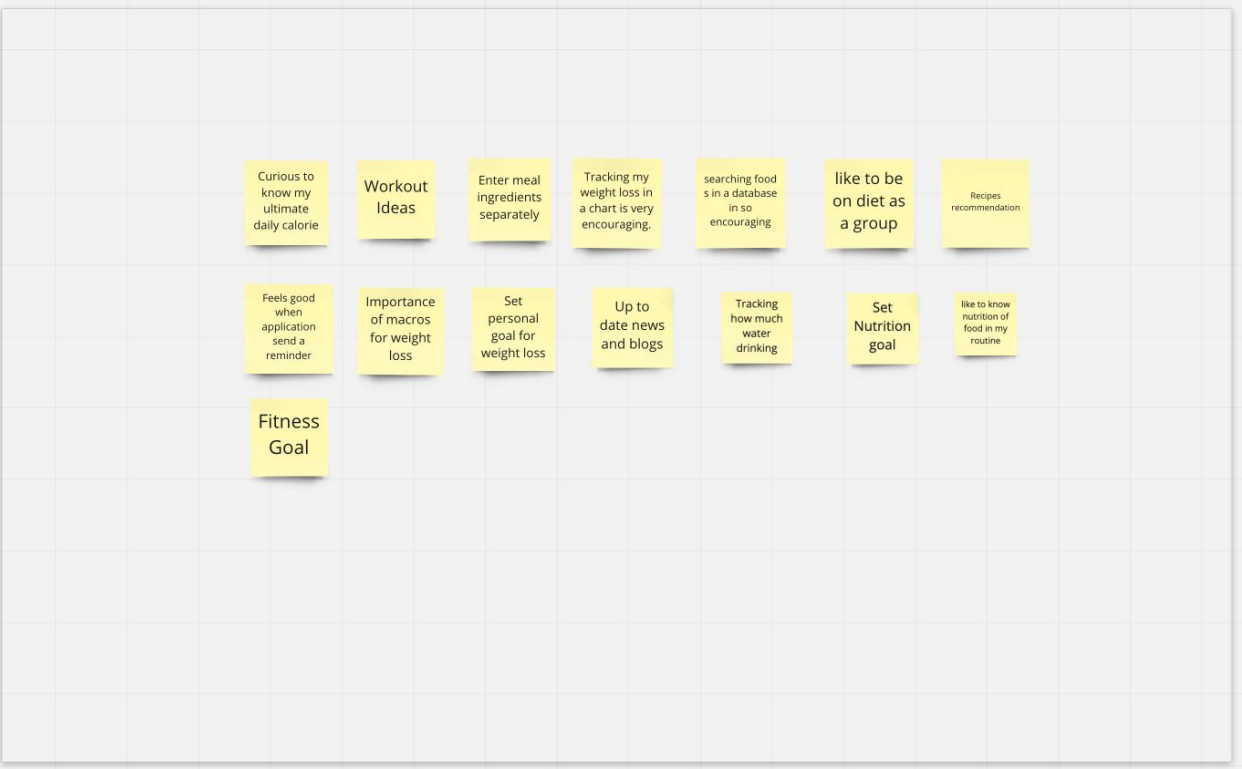 Curious to
know my
ultimate
daily calorie
Workout
Ideas
Enter meal
ingredients
separately
Tracking my
weight loss in
a chart is very
encouraging.
searching food
s in a database
in so
encouraging
like to be
on diet as
a group
Recipes
recommendation
Feels good
when
application
send a
reminder
Importance
of macros
for weight
loss
Set
personal
goal for
weight loss
Up to
date news
and blogs
Tracking
how much
water
drinking
Set
Nutrition
goal
like to know
nutrition of
food in my
routine
Fitness
Goal